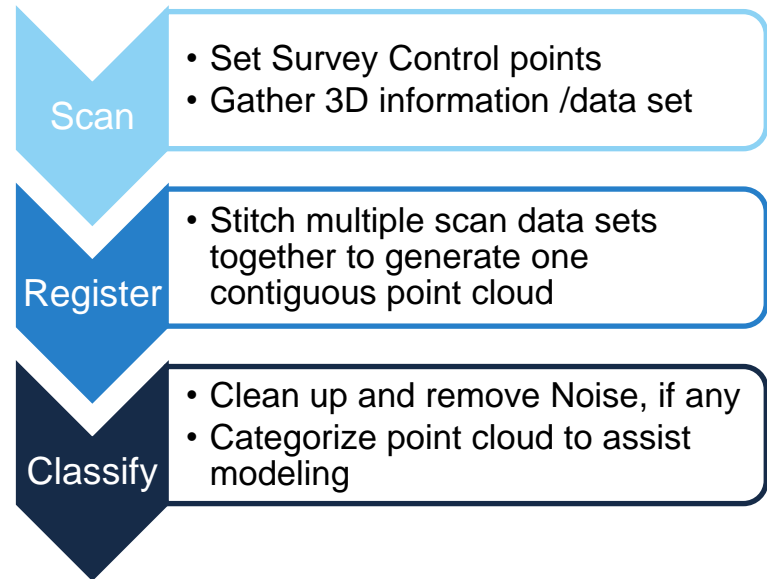 Scan
• Set Survey Control points
• Gather 3D information /data set
Register
• Stitch multiple scan data sets
together to generate one
contiguous point cloud
Classify
• Clean up and remove Noise, if any
• Categorize point cloud to assist
modeling